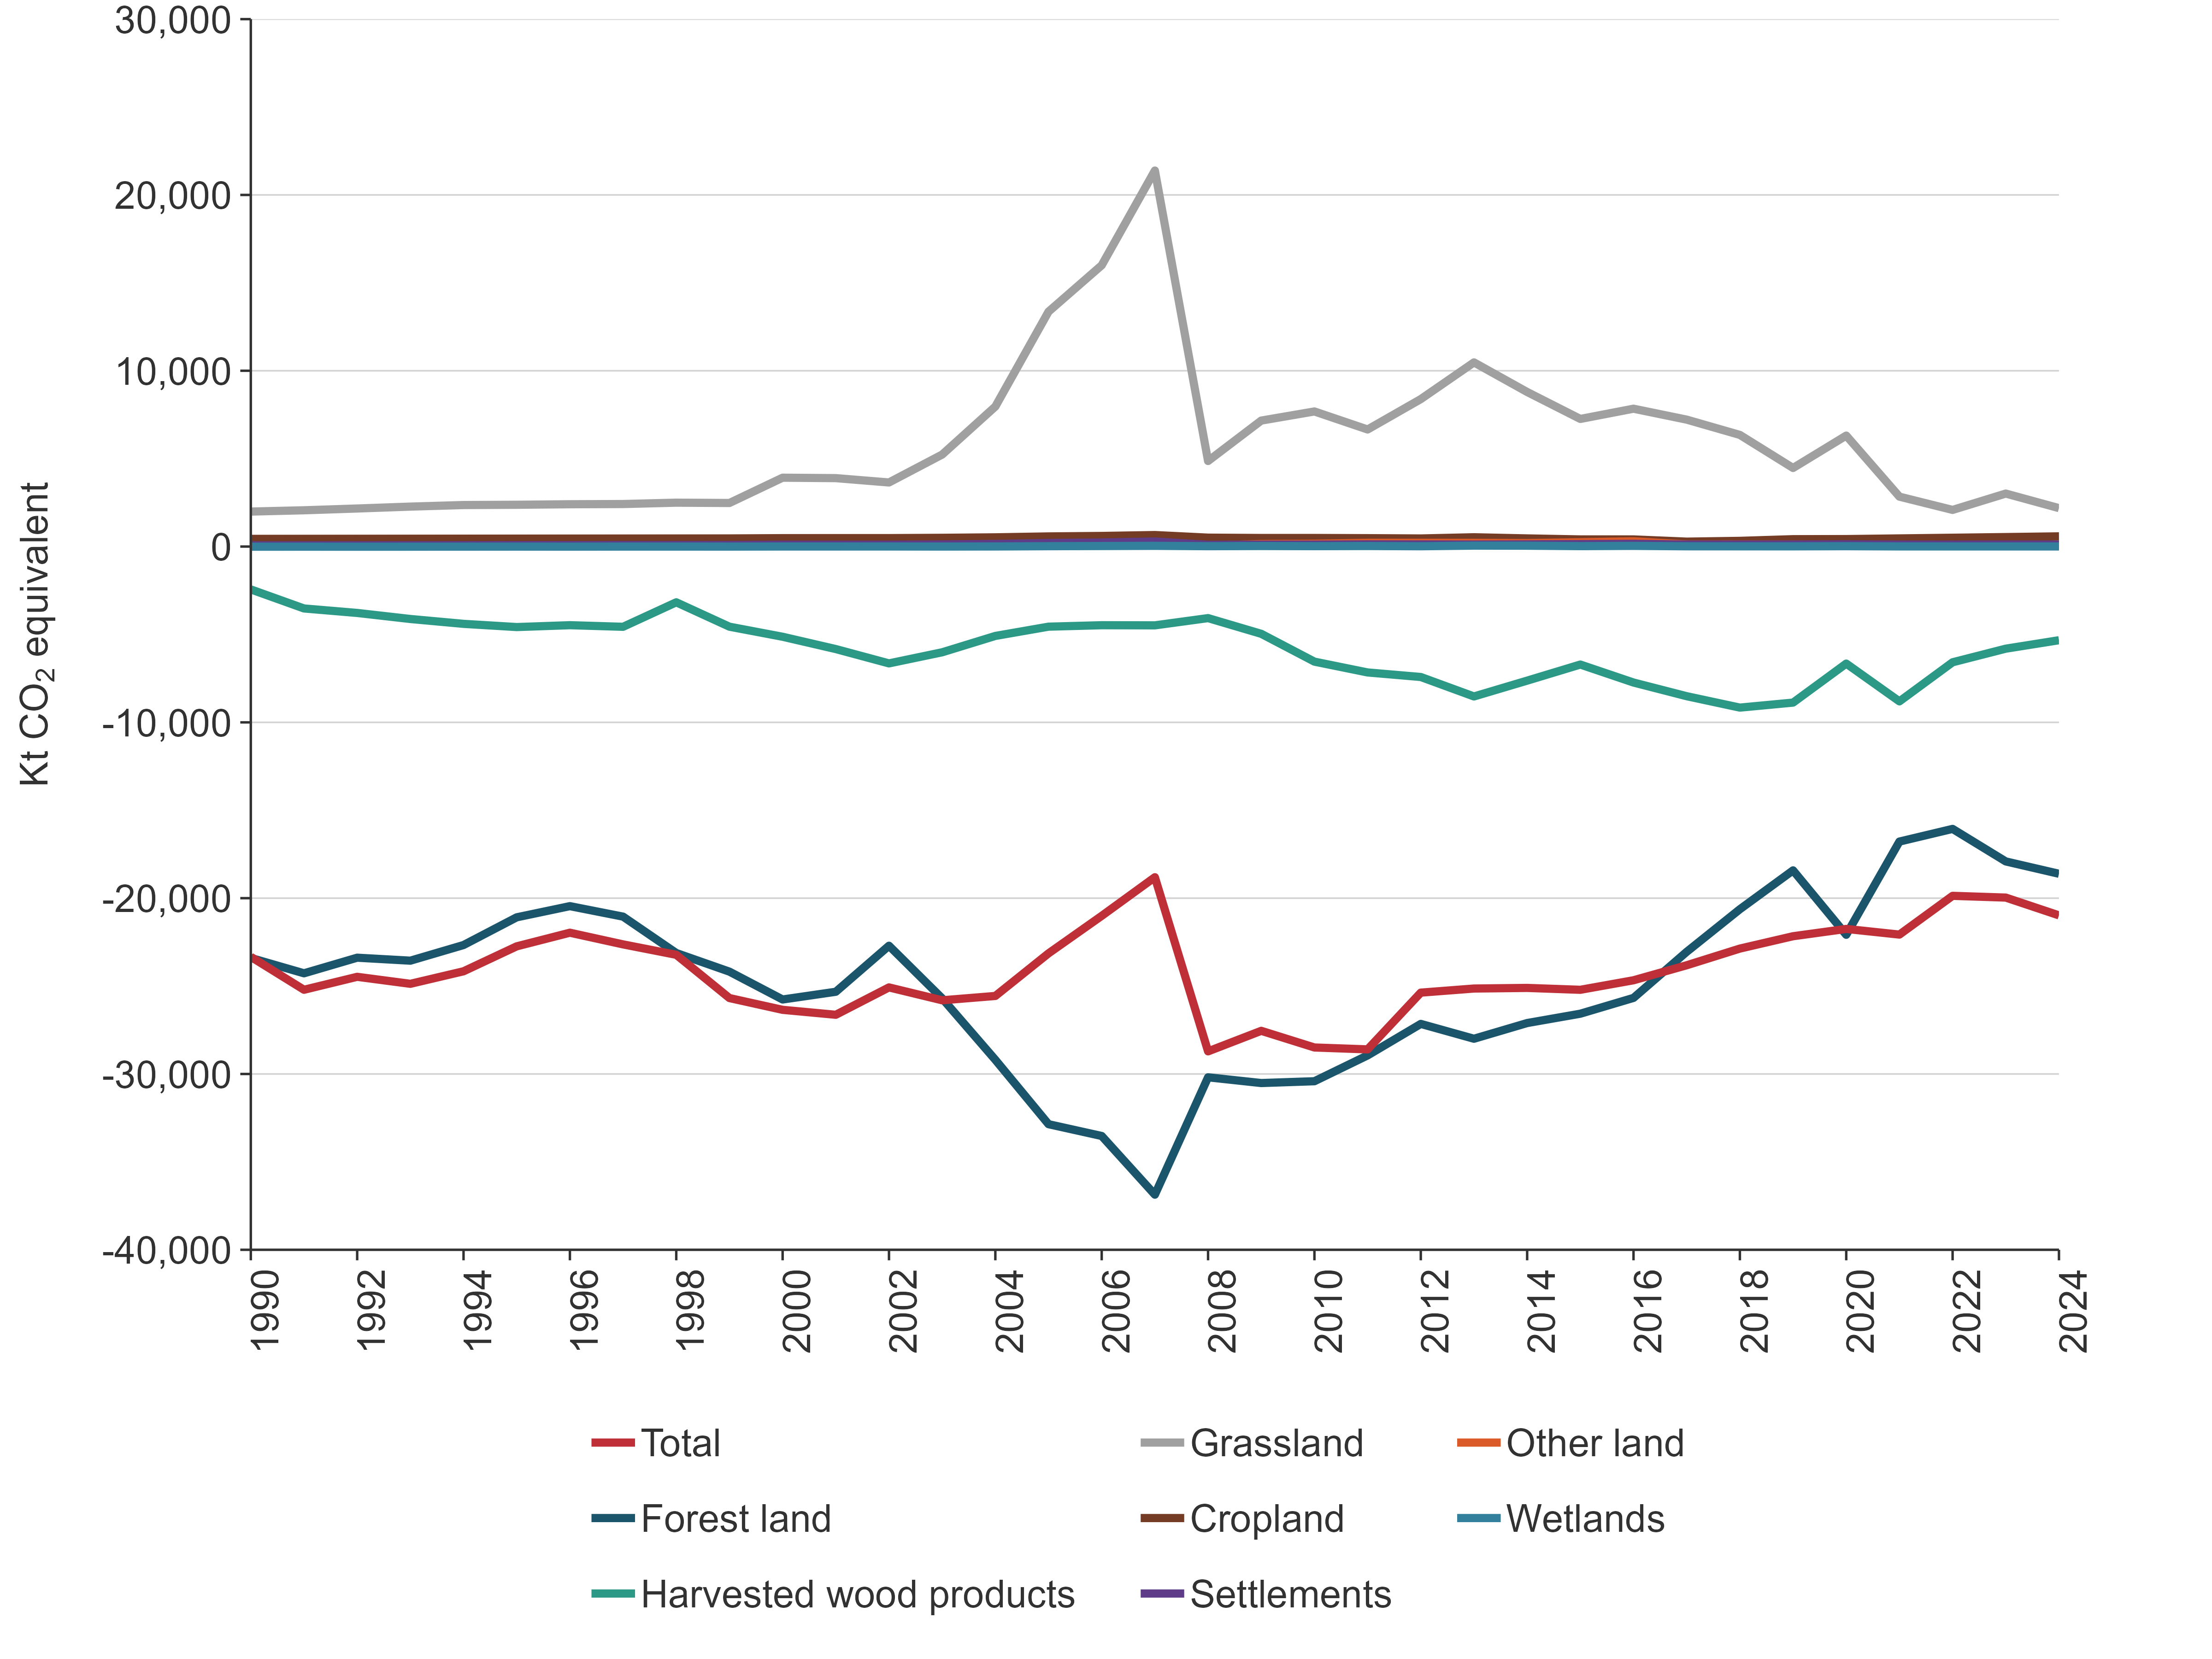 30,000
20,000
10,000
0
-10,000
-20,000
-30,000
-40,000
Kt CO₂ equivalent
1990
1992
1994
1996
1998
2000
2002
2004
2006
2008
2010
2012
2014
2016
2018
2020
2022
2024
Total
Grassland
Other land
Forest land
Cropland
Wetlands
Harvested wood products
Settlements